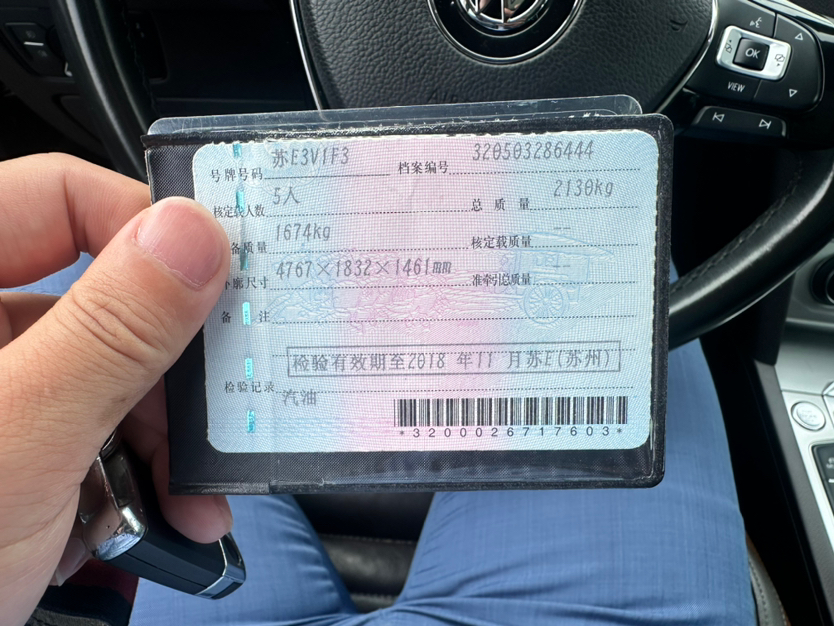 OK
VIEW
号牌号码 苏E3V1F3 档案编号 320503286444
核定载人数 5人 总质量 2130kg
备质量 1674kg 核定载质量 --
廓尺寸 4767×1832×1461mm 准牵引总质量 --
备注
检验有效期至2018年11月苏E(苏州)
检验记录 汽油
*3200026717603*